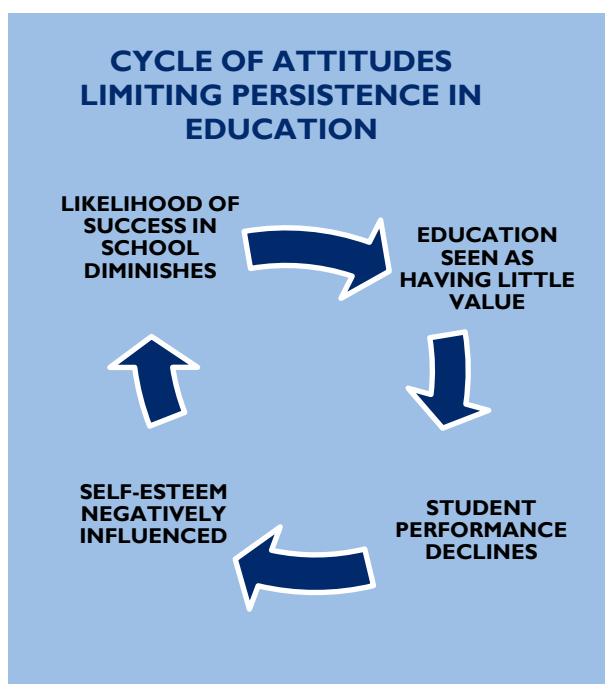 CYCLE OF ATTITUDES
LIMITING PERSISTENCE IN
EDUCATION
LIKELIHOOD OF
SUCCESS IN
SCHOOL
DIMINISHES
EDUCATION
SEEN AS
HAVING LITTLE
VALUE
STUDENT
PERFORMANCE
DECLINES
SELF-ESTEEM
NEGATIVELY
INFLUENCED